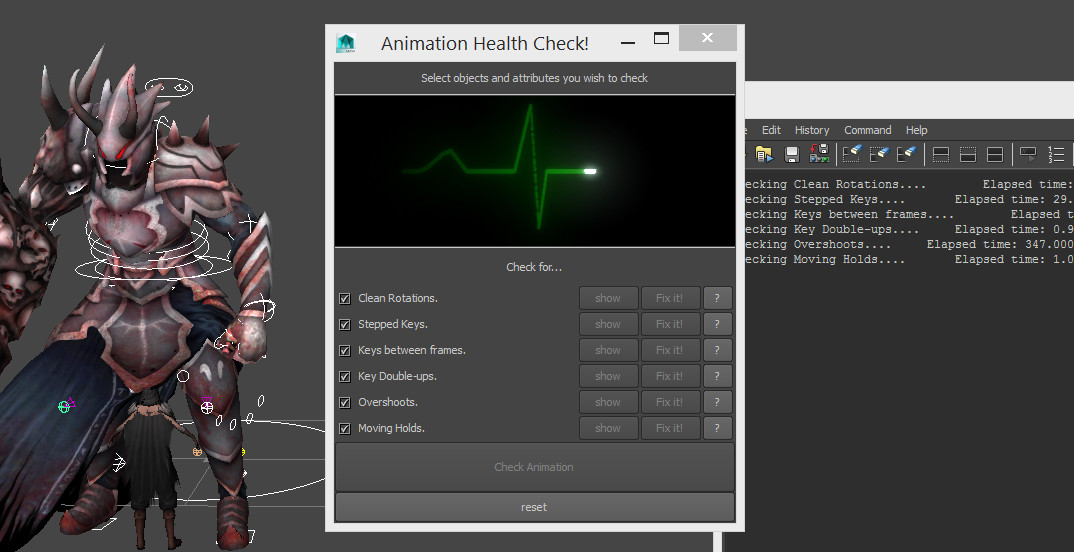 Animation Health Check!
Select objects and attributes you wish to check
Check for...
Clean Rotations. show Fix it! ?
Stepped Keys. show Fix it! ?
Keys between frames. show Fix it! ?
Key Double-ups. show Fix it! ?
Overshoots. show Fix it! ?
Moving Holds. show Fix it! ?
Check Animation
reset
Edit History Command Help
ecking Clean Rotations.... Elapsed time:
ecking Stepped Keys.... Elapsed time: 29.
ecking Keys between frames.... Elapsed t
ecking Key Double-ups.... Elapsed time: 0.9
ecking Overshoots.... Elapsed time: 347.000
ecking Moving Holds.... Elapsed time: 1.0